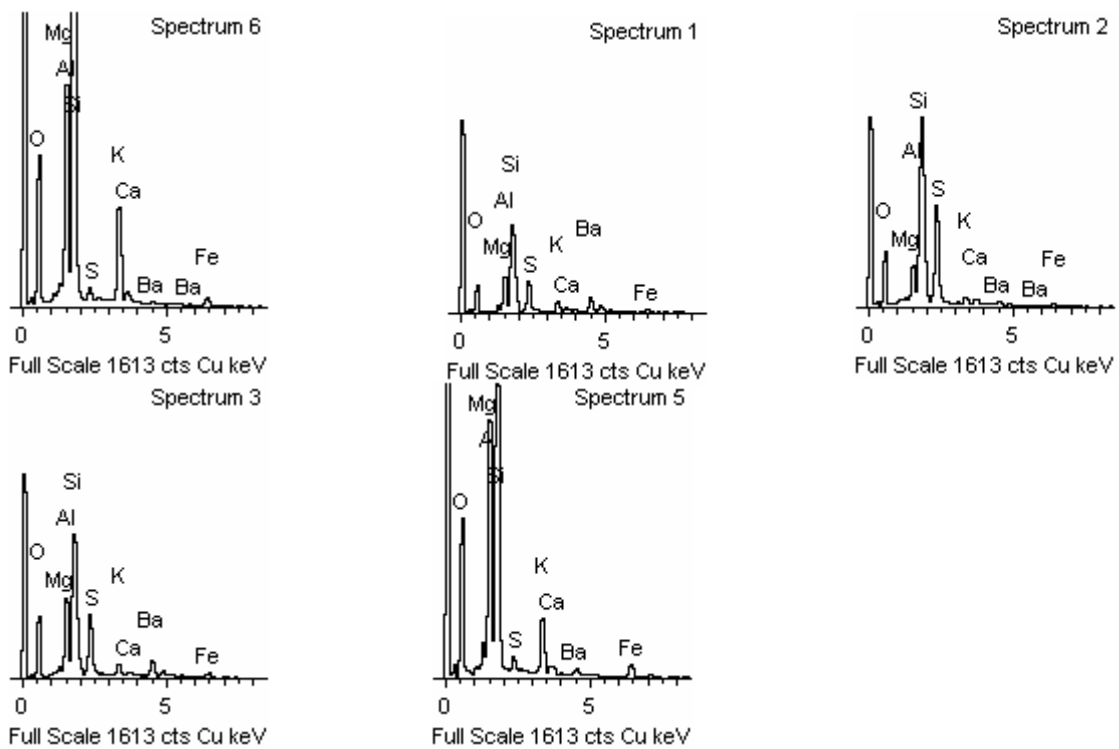 Spectrum 6
Mg
Al
Si
O
K
Ca
S
Ba
Ba
Fe
0
5
Full Scale 1613 cts Cu keV
Spectrum 1
Si
Al
O
Mg
S
K
Ca
Ba
Fe
0
5
Full Scale 1613 cts Cu keV
Spectrum 2
Si
Al
O
Mg
S
K
Ca
Ba
Ba
Fe
0
5
Full Scale 1613 cts Cu keV
Spectrum 3
Si
Al
O
Mg
S
K
Ca
Ba
Fe
0
5
Full Scale 1613 cts Cu keV
Spectrum 5
Mg
A
Si
O
S
K
Ca
Ba
Fe
0
5
Full Scale 1613 cts Cu keV